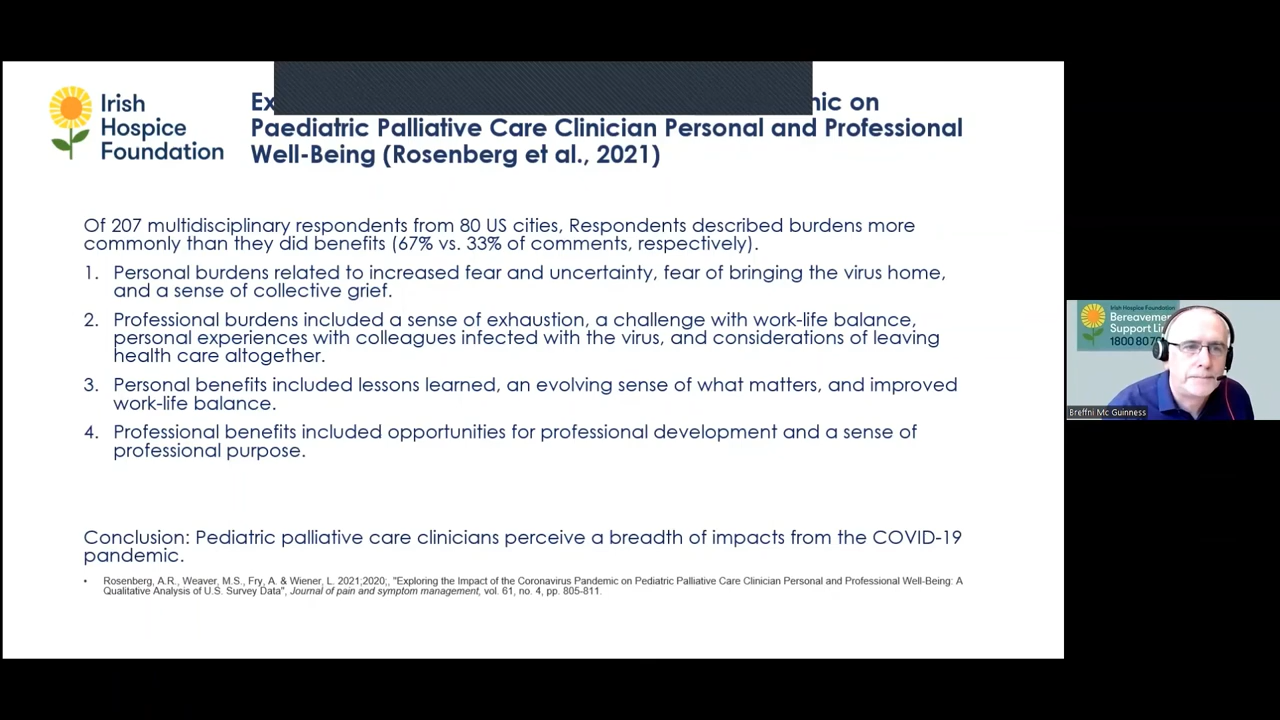 Irish
Hospice
Foundation
Ex
ic on
Paediatric Palliative Care Clinician Personal and Professional
Well-Being (Rosenberg et al., 2021)
Of 207 multidisciplinary respondents from 80 US cities, Respondents described burdens more
commonly than they did benefits (67% vs. 33% of comments, respectively).
1. Personal burdens related to increased fear and uncertainty, fear of bringing the virus home,
and a sense of collective grief.
2. Professional burdens included a sense of exhaustion, a challenge with work-life balance,
personal experiences with colleagues infected with the virus, and considerations of leaving
health care altogether.
3. Personal benefits included lessons learned, an evolving sense of what matters, and improved
work-life balance.
4. Professional benefits included opportunities for professional development and a sense of
professional purpose.
Conclusion: Pediatric palliative care clinicians perceive a breadth of impacts from the COVID-19
pandemic.
• Rosenberg, A.R., Weaver, M.S., Fry, A. & Wiener, L. 2021;2020;, "Exploring the Impact of the Coronavirus Pandemic on Pediatric Palliative Care Clinician Personal and Professional Well-Being: A
Qualitative Analysis of U.S. Survey Data", Journal of pain and symptom management, vol. 61, no. 4, pp. 805-811.
Irish Hospice Foundation
Bereaveme
Support Li
1800 80 7
Breffni Mc Guinness